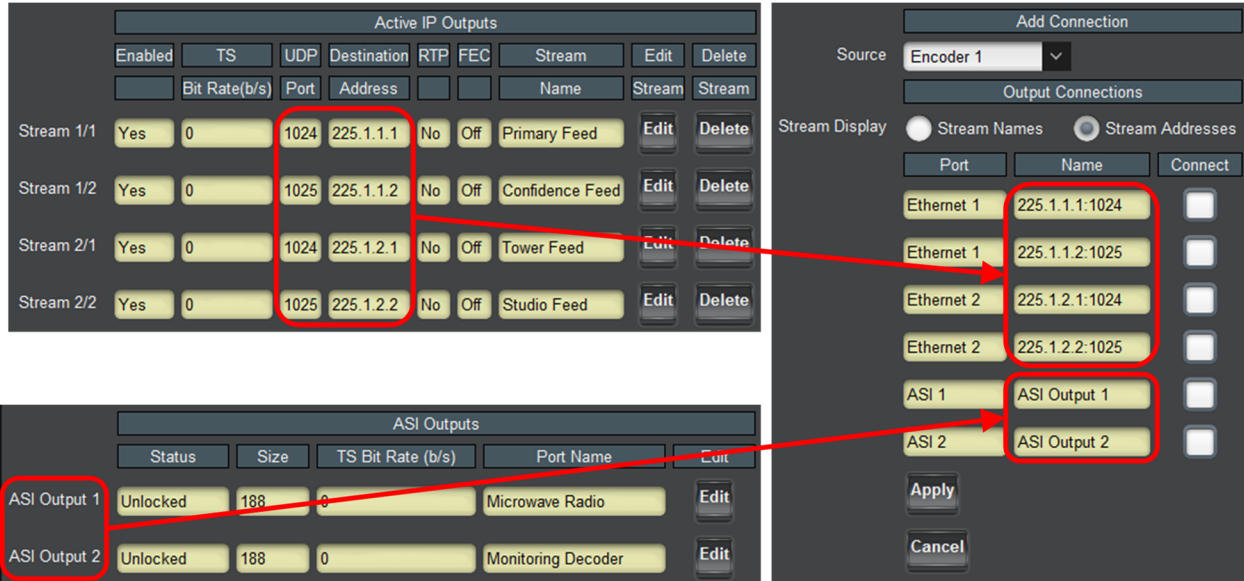 Active IP Outputs
Enabled TS UDP Destination RTP FEC Stream Edit Delete
Bit Rate(b/s) Port Address Name Stream Stream
Stream 1/1 Yes 0 1024 225.1.1.1 No Off Primary Feed Edit Delete
Stream 1/2 Yes 0 1025 225.1.1.2 No Off Confidence Feed Edit Delete
Stream 2/1 Yes 0 1024 225.1.2.1 No Off Tower Feed Edit Delete
Stream 2/2 Yes 0 1025 225.1.2.2 No Off Studio Feed Edit Delete
ASI Outputs
Status Size TS Bit Rate (b/s) Port Name Edit
ASI Output 1 Unlocked 188 0 Microwave Radio Edit
ASI Output 2 Unlocked 188 0 Monitoring Decoder Edit
Add Connection
Source Encoder 1
Output Connections
Stream Display Stream Names Stream Addresses
Port Name Connect
Ethernet 1 225.1.1.1:1024
Ethernet 1 225.1.1.2:1025
Ethernet 2 225.1.2.1:1024
Ethernet 2 225.1.2.2:1025
ASI 1 ASI Output 1
ASI 2 ASI Output 2
Apply
Cancel